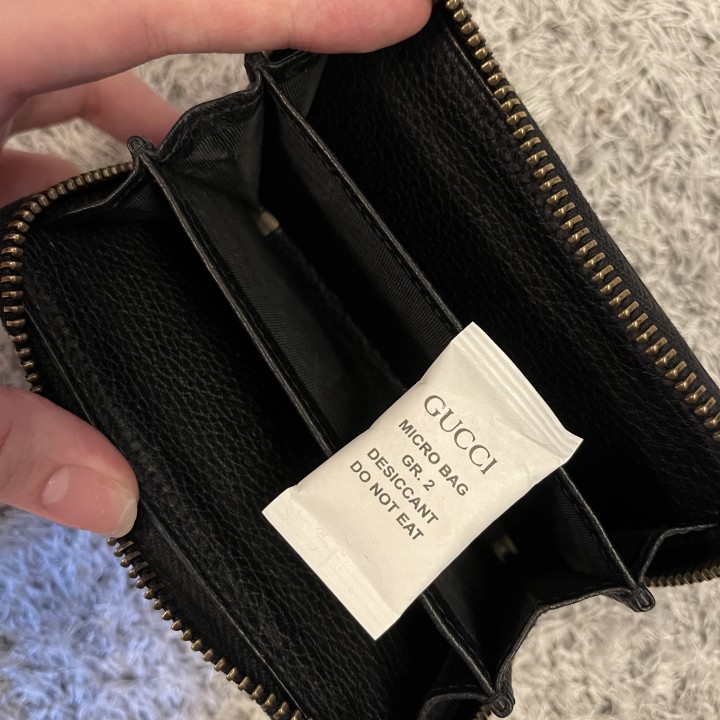 GUCCI
MICRO BAG
GR. 2
DESICCANT
DO NOT EAT